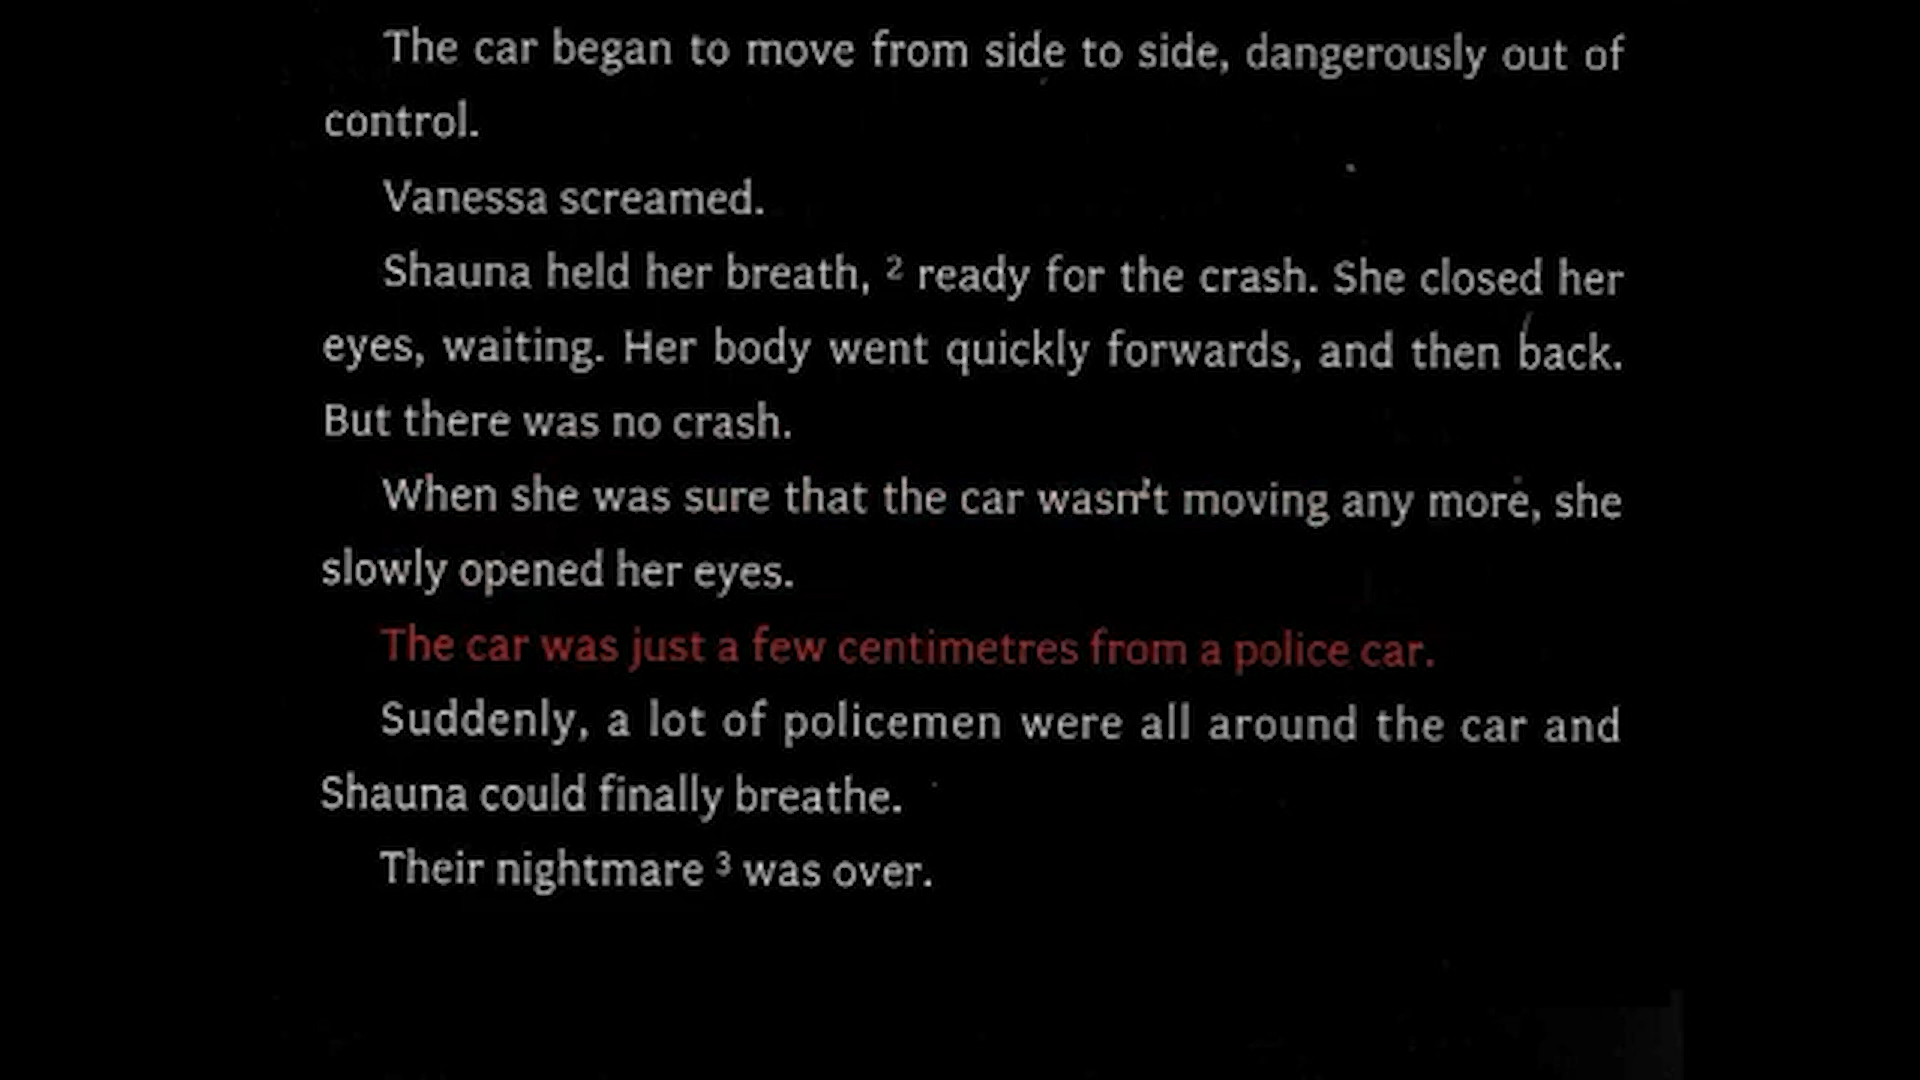 The car began to move from side to side, dangerously out of
control.
Vanessa screamed.
Shauna held her breath, ² ready for the crash. She closed her
eyes, waiting. Her body went quickly forwards, and then back.
But there was no crash.
When she was sure that the car wasn't moving any more, she
slowly opened her eyes.
The car was just a few centimetres from a police car.
Suddenly, a lot of policemen were all around the car and
Shauna could finally breathe.
Their nightmare ³ was over.